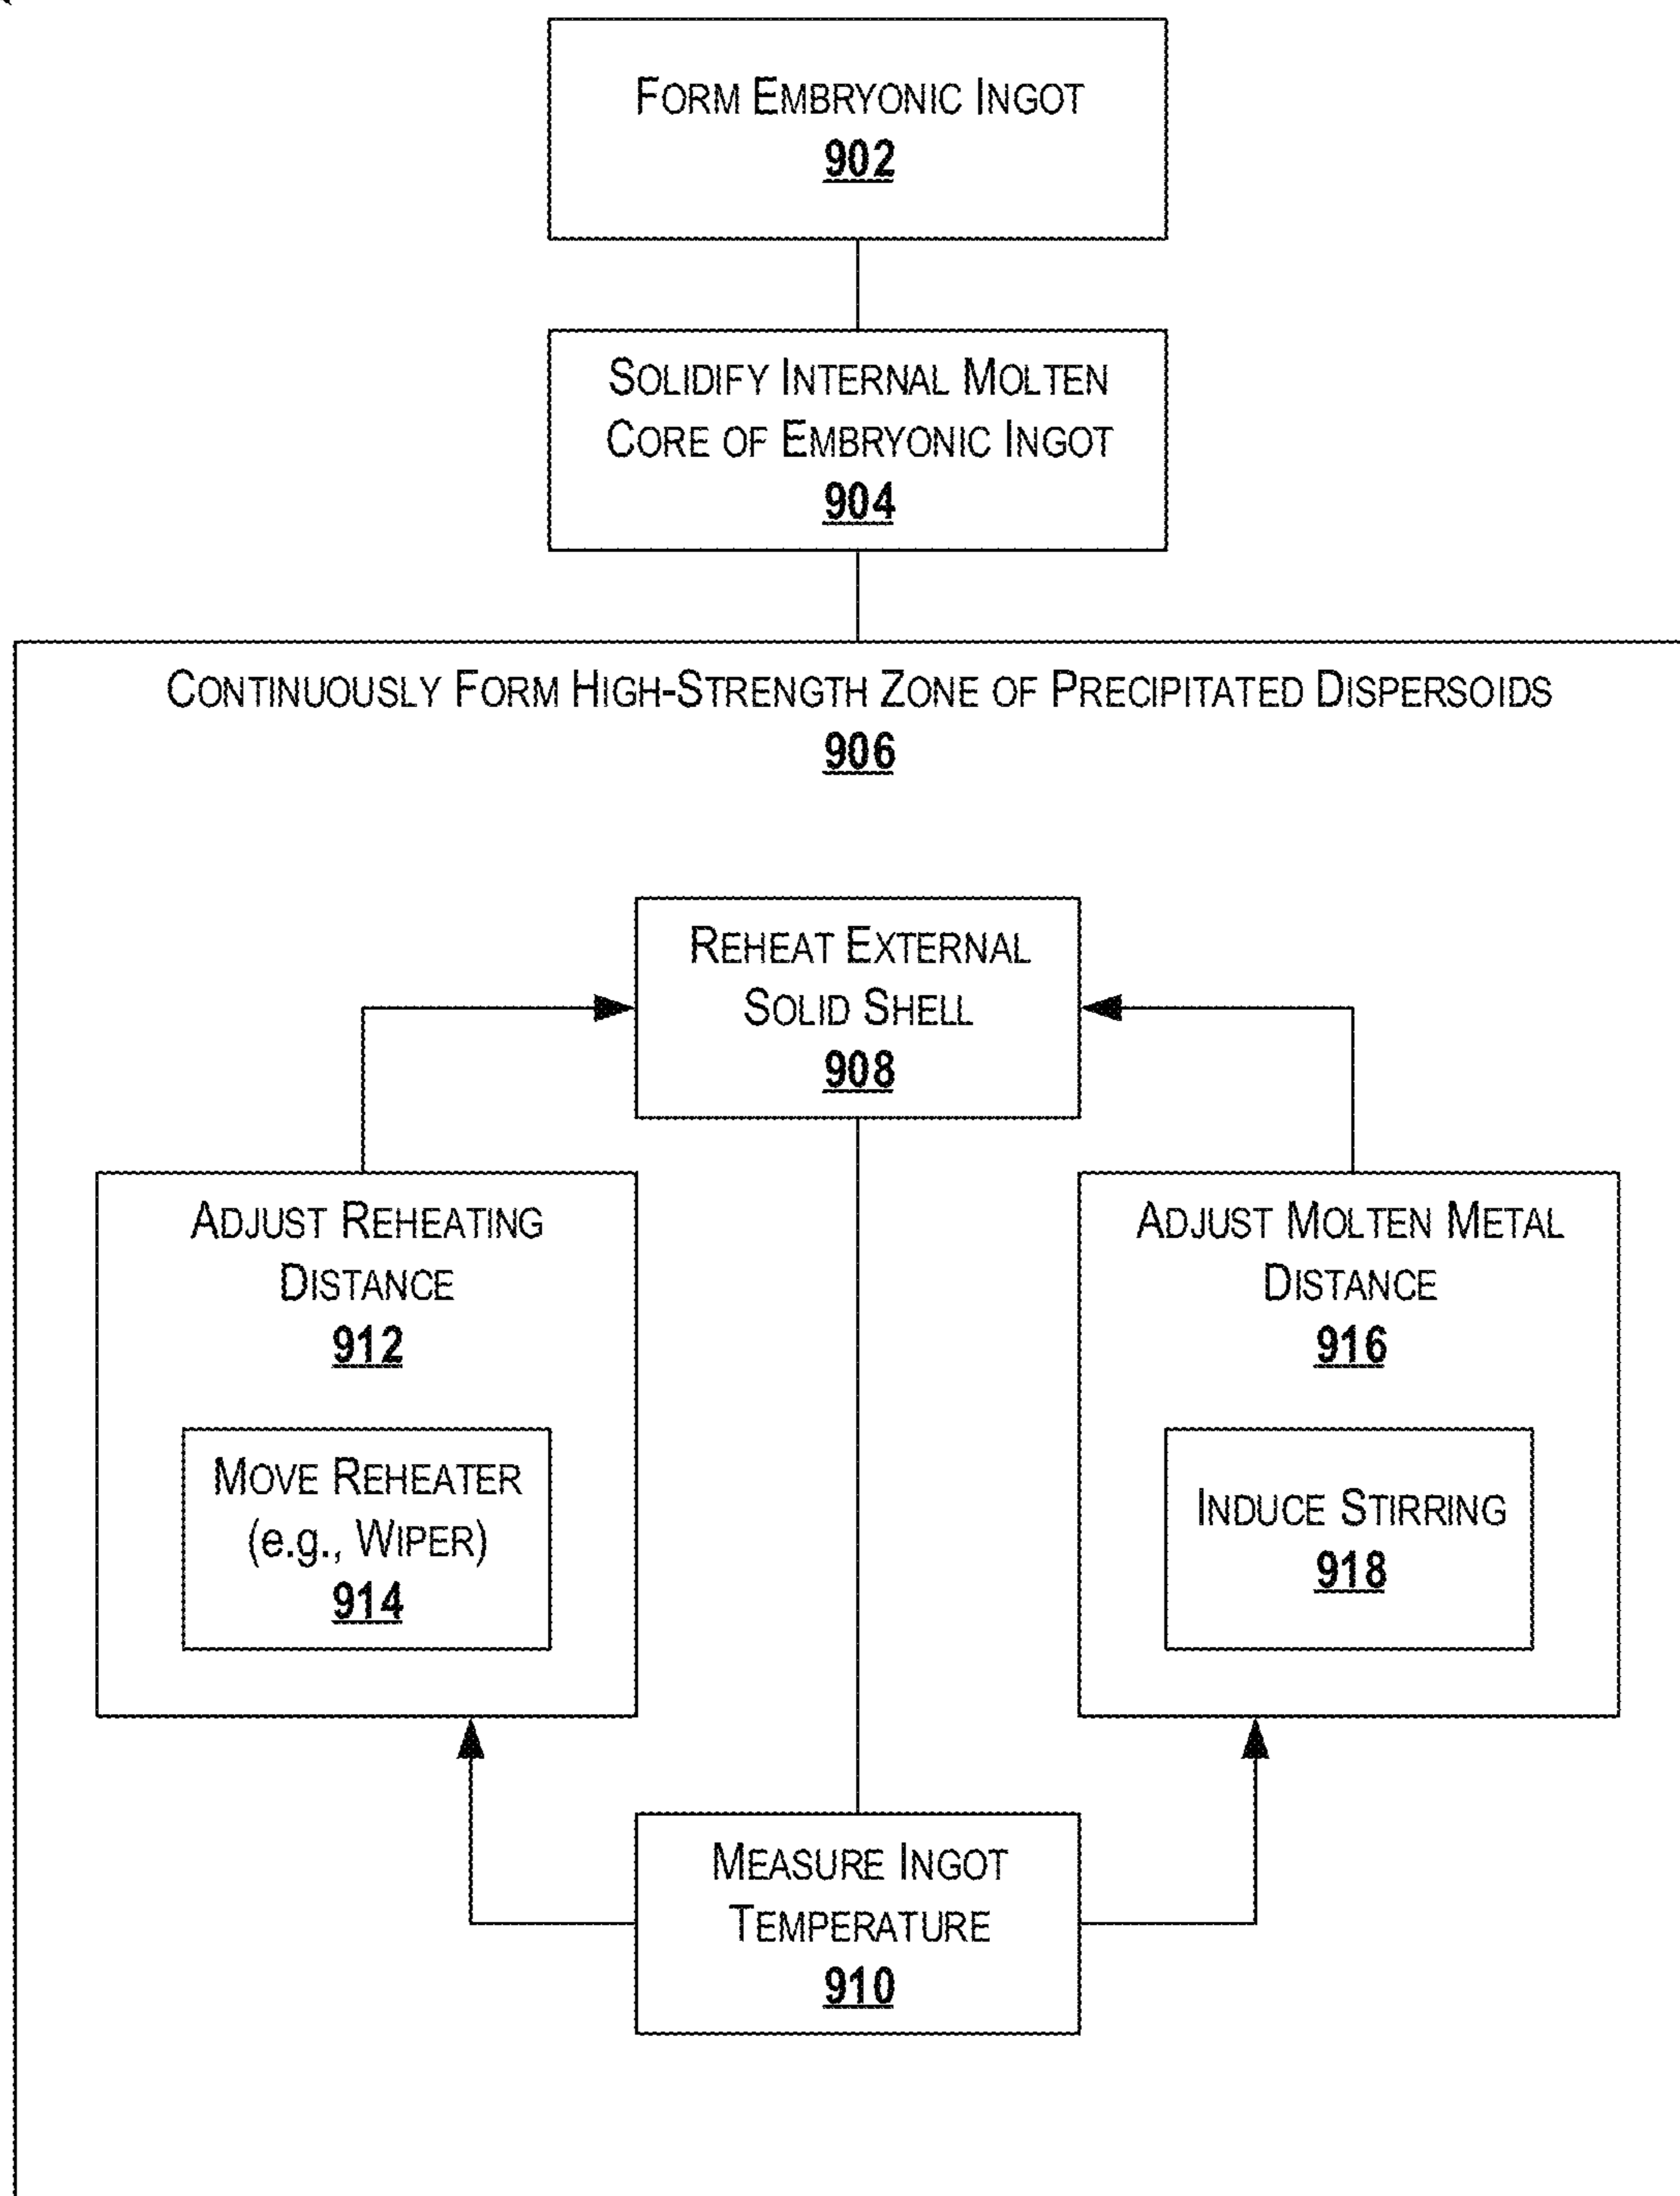 FORM EMBRYONIC INGOT
902
SOLIDIFY INTERNAL MOLTEN
CORE OF EMBRYONIC INGOT
904
CONTINUOUSLY FORM HIGH-STRENGTH ZONE OF PRECIPITATED DISPERSOIDS
906
REHEAT EXTERNAL
SOLID SHELL
908
ADJUST REHEATING
DISTANCE
912
MOVE REHEATER
(e.g., WIPER)
914
ADJUST MOLTEN METAL
DISTANCE
916
INDUCE STIRRING
918
MEASURE INGOT
TEMPERATURE
910